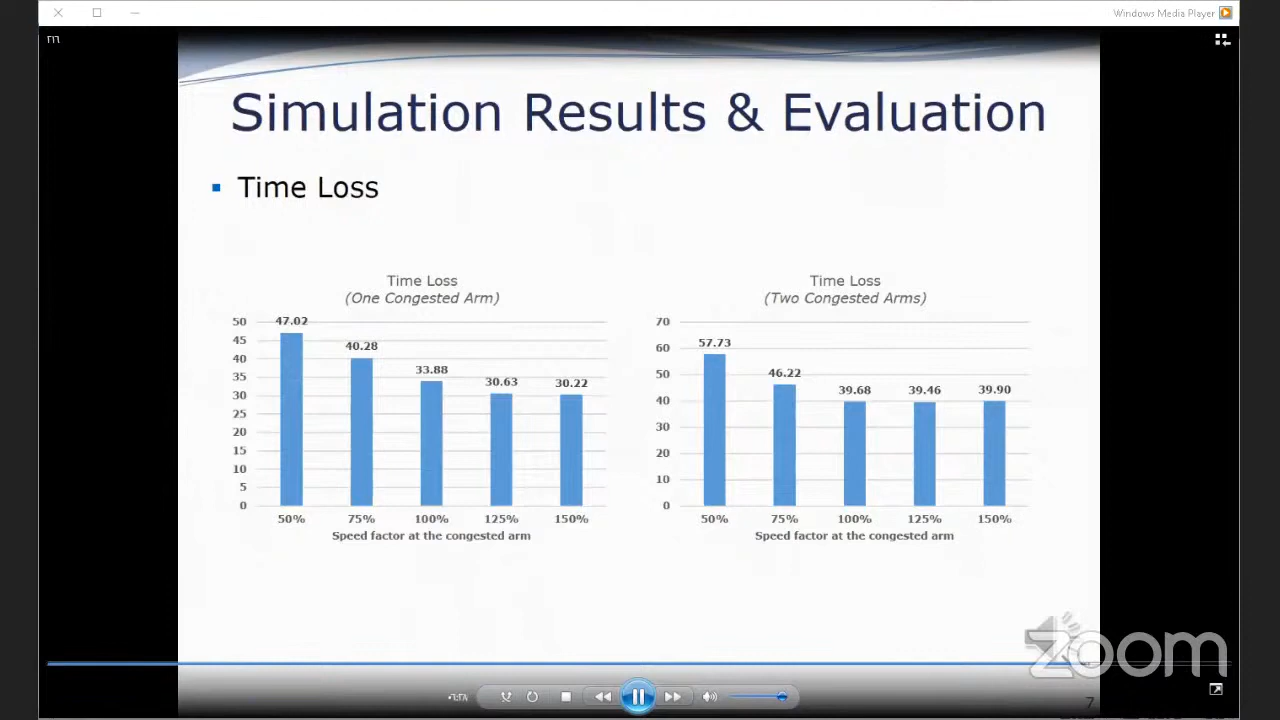 Windows Media Player
Simulation Results & Evaluation
Time Loss
Time Loss
(One Congested Arm)
50
45
40
35
30
25
20
15
10
5
0
47.02
40.28
33.88
30.63
30.22
50% 75% 100% 125% 150%
Speed factor at the congested arm
Time Loss
(Two Congested Arms)
70
60
50
40
30
20
10
0
57.73
46.22
39.68
39.46
39.90
50% 75% 100% 125% 150%
Speed factor at the congested arm
zoom
7